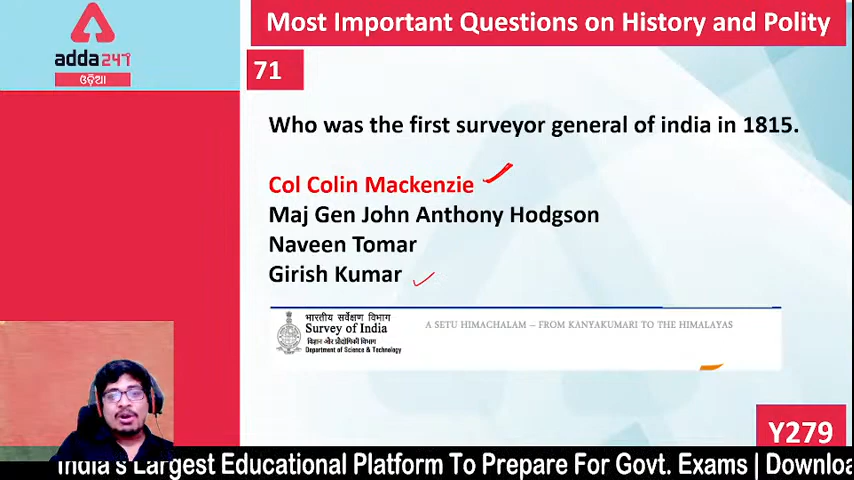 Most Important Questions on History and Polity
adda247
ଓଡ଼ିଆ
71
Who was the first surveyor general of india in 1815.
Col Colin Mackenzie
Maj Gen John Anthony Hodgson
Naveen Tomar
Girish Kumar
भारतीय सर्वेक्षण विभाग
Survey of India
विज्ञान और प्रौद्योगिकी विभाग
Department of Science & Technology
A SETU HIMACHALAM – FROM KANYAKUMARI TO THE HIMALAYAS
Y279
India's Largest Educational Platform To Prepare For Govt. Exams | Downloa